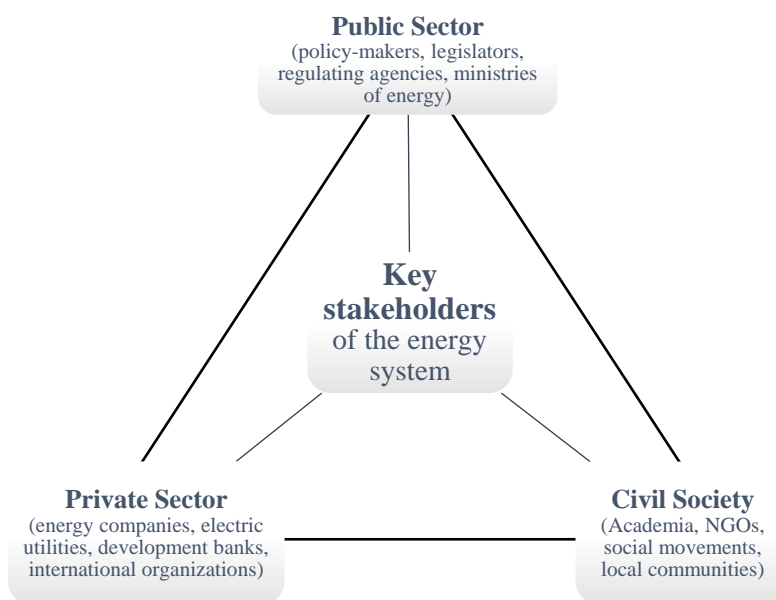 Public Sector
(policy-makers, legislators,
regulating agencies, ministries
of energy)
Key
stakeholders
of the energy
system
Private Sector
(energy companies, electric
utilities, development banks,
international organizations)
Civil Society
(Academia, NGOs,
social movements,
local communities)